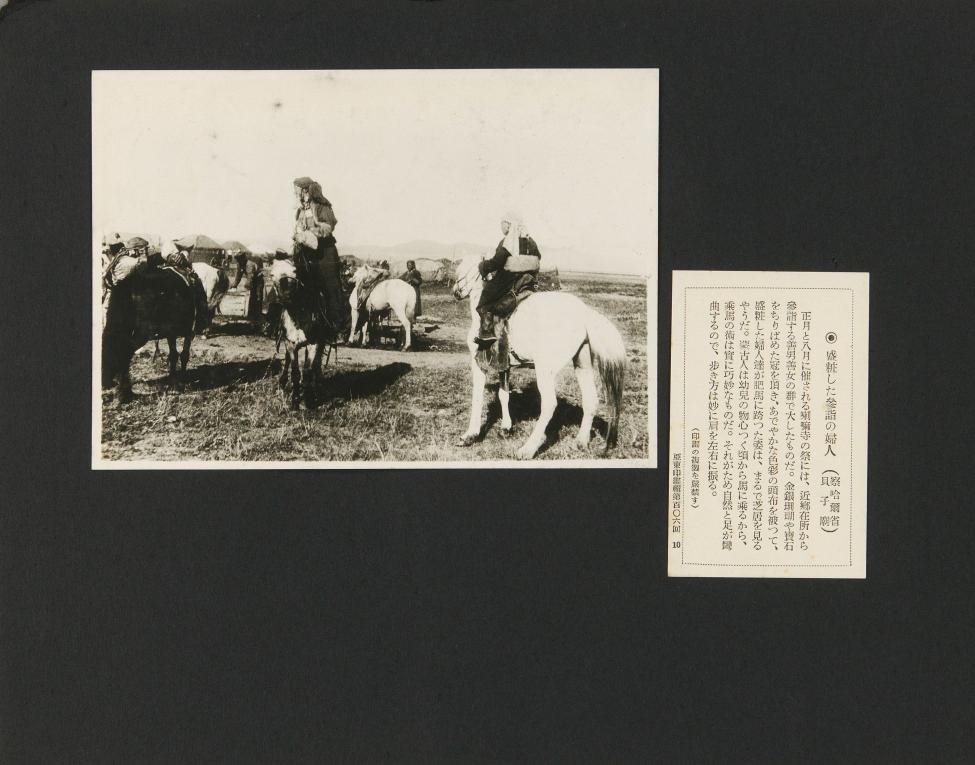 ◉ 盛粧した參詣の婦人 (察哈爾省 貝子廟)
正月と八月に催される喇嘛寺の祭には、近鄕在所から
參詣する善男善女の群で大したものだ。金銀珊瑚や寶石
をちりばめた冠を頂き、あでやかな色彩の頭布を被つて、
盛粧した婦人達が肥馬に跨つた姿は、まるで芝居を見る
やうだ。蒙古人は幼兒の物心つく頃から馬に乘るから、
乘馬の術は實に巧妙なものだ。それがため自然と足が彎
曲するので、步き方は妙に肩を左右に振る。
(印畫の複製を嚴禁す)
亞東印畫輯第百〇六回 10